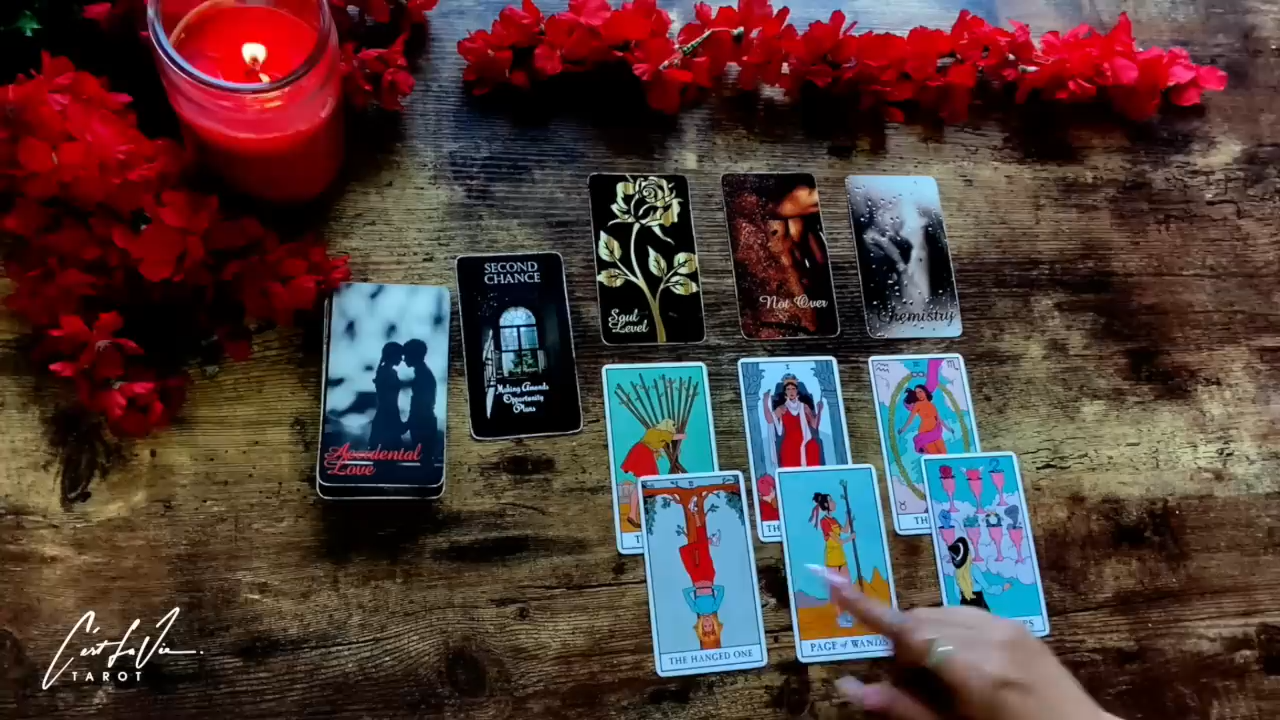 SECOND
CHANCE
Making Amends
Opportunity
Plans
Soul
Level
Not Over
Chemistry
Accidental
Love
I
THE HANGED ONE
PAGE of WANDS
C'est La Vie.
TAROT